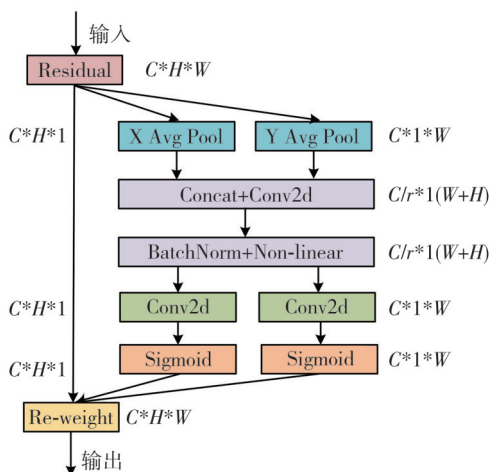 输入
Residual C*H*W
C*H*1 X Avg Pool Y Avg Pool C*1*W
Concat+Conv2d C/r*1(W+H)
BatchNorm+Non-linear C/r*1(W+H)
C*H*1 Conv2d Conv2d C*1*W
C*H*1 Sigmoid Sigmoid C*1*W
Re-weight C*H*W
输出